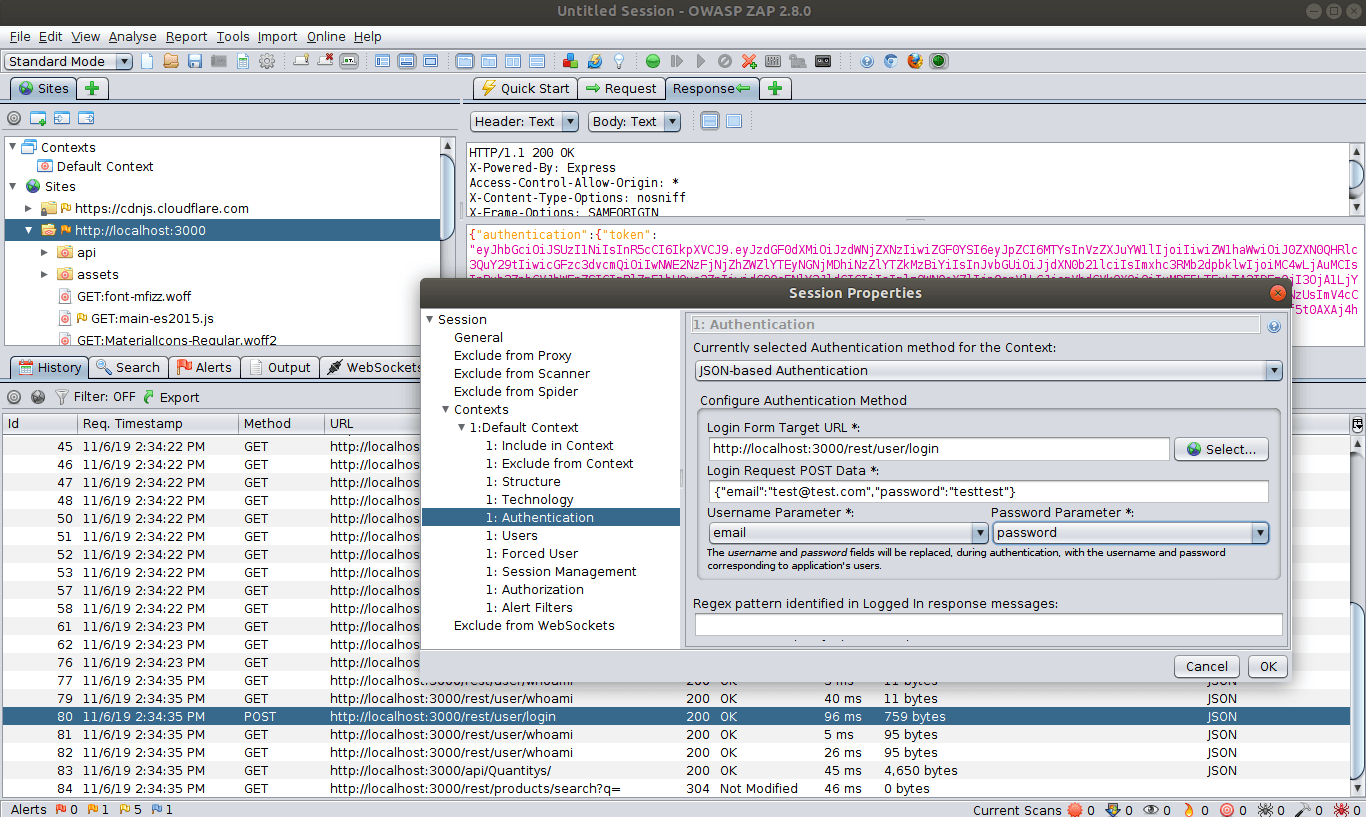 Untitled Session - OWASP ZAP 2.8.0
File Edit View Analyse Report Tools Import Online Help
Standard Mode
Sites
Quick Start Request Response
Header: Text Body: Text
Contexts
Default Context
Sites
https://cdnjs.cloudflare.com
http://localhost:3000
api
assets
GET:font-mfizz.woff
GET:main-es2015.js
GET:MaterialIcons-Regular.woff2
HTTP/1.1 200 OK
X-Powered-By: Express
Access-Control-Allow-Origin: *
X-Content-Type-Options: nosniff
X-Frame-Options: SAMEORIGIN
{"authentication":{"token":
History Search Alerts Output WebSockets
Filter: OFF Export
Id Req. Timestamp Method URL
45 11/6/19 2:34:22 PM GET http://localhos
46 11/6/19 2:34:22 PM GET http://localhos
47 11/6/19 2:34:22 PM GET http://localhos
48 11/6/19 2:34:22 PM GET http://localhos
50 11/6/19 2:34:22 PM GET http://localhos
51 11/6/19 2:34:22 PM GET http://localhos
52 11/6/19 2:34:22 PM GET http://localhos
53 11/6/19 2:34:22 PM GET http://localhos
57 11/6/19 2:34:22 PM GET http://localhos
58 11/6/19 2:34:22 PM GET http://localhos
61 11/6/19 2:34:23 PM GET http://localhos
62 11/6/19 2:34:23 PM GET http://localhos
76 11/6/19 2:34:23 PM GET http://localhos
77 11/6/19 2:34:35 PM GET http://localhost:3000/rest/user/whoami 200 OK 5 ms 11 bytes JSON
79 11/6/19 2:34:35 PM GET http://localhost:3000/rest/user/whoami 200 OK 40 ms 11 bytes JSON
80 11/6/19 2:34:35 PM POST http://localhost:3000/rest/user/login 200 OK 96 ms 759 bytes JSON
81 11/6/19 2:34:35 PM GET http://localhost:3000/rest/user/whoami 200 OK 5 ms 95 bytes JSON
82 11/6/19 2:34:35 PM GET http://localhost:3000/rest/user/whoami 200 OK 26 ms 95 bytes JSON
83 11/6/19 2:34:35 PM GET http://localhost:3000/api/Quantitys/ 200 OK 45 ms 4,650 bytes JSON
84 11/6/19 2:34:35 PM GET http://localhost:3000/rest/products/search?q= 304 Not Modified 46 ms 0 bytes
Session Properties
Session
General
Exclude from Proxy
Exclude from Scanner
Exclude from Spider
Contexts
1:Default Context
1: Include in Context
1: Exclude from Context
1: Structure
1: Technology
1: Authentication
1: Users
1: Forced User
1: Session Management
1: Authorization
1: Alert Filters
Exclude from WebSockets
1: Authentication
Currently selected Authentication method for the Context:
JSON-based Authentication
Configure Authentication Method
Login Form Target URL *:
http://localhost:3000/rest/user/login Select...
Login Request POST Data *:
{"email":"test@test.com","password":"testtest"}
Username Parameter *: Password Parameter *:
email password
The username and password fields will be replaced, during authentication, with the username and password
corresponding to application's users.
Regex pattern identified in Logged In response messages:
Cancel OK
Alerts 0 1 5 1 Current Scans 0 0 0 0 0 0 0 0